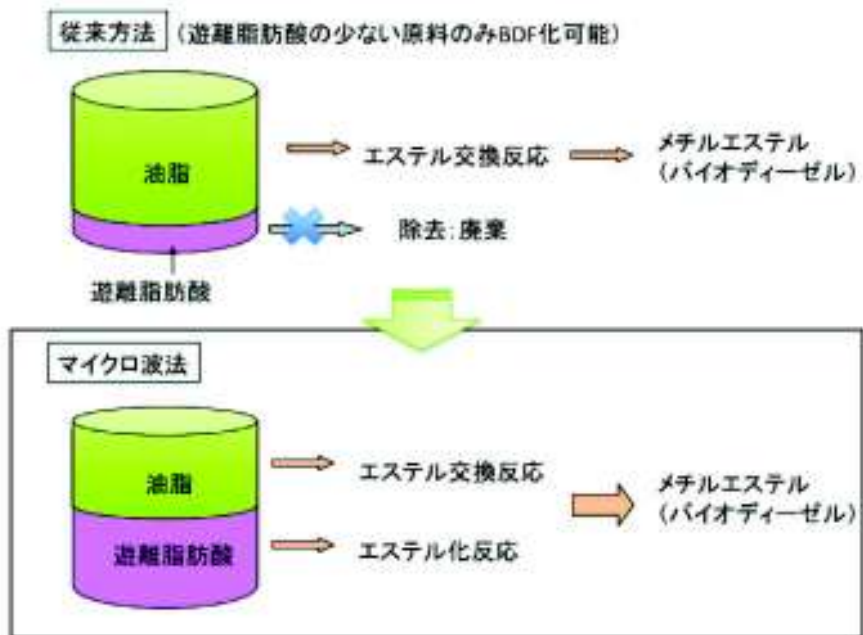 従来方法 (遊離脂肪酸の少ない原料のみBDF化可能)
油脂
エステル交換反応
メチルエステル
(バイオディーゼル)
除去:廃棄
遊離脂肪酸
マイクロ波法
油脂
エステル交換反応
メチルエステル
(バイオディーゼル)
遊離脂肪酸
エステル化反応